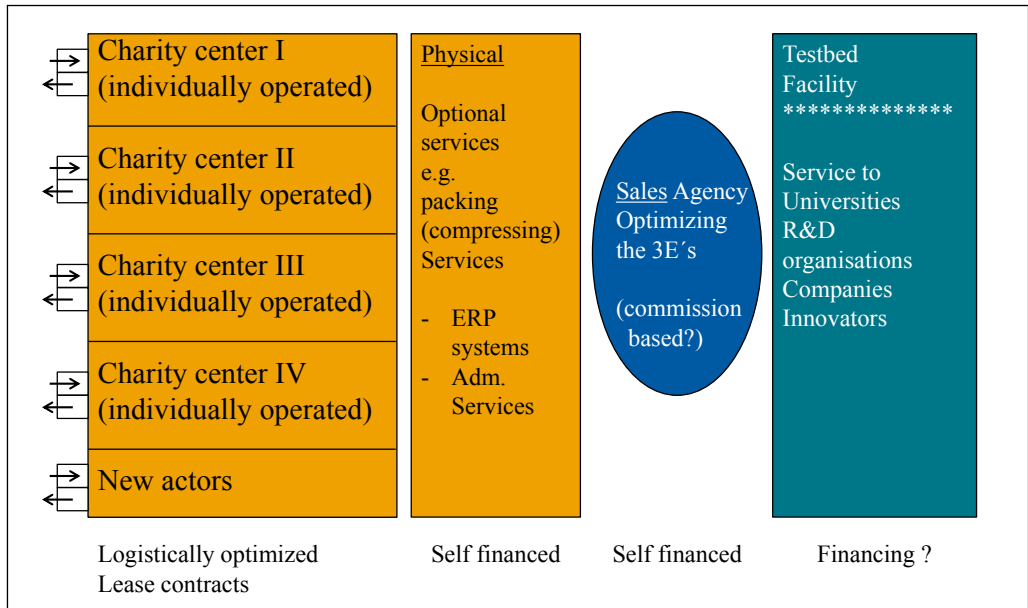 Charity center I
(individually operated)
Charity center II
(individually operated)
Charity center III
(individually operated)
Charity center IV
(individually operated)
New actors
Logistically optimized
Lease contracts
Physical
Optional
services
e.g.
packing
(compressing)
Services
- ERP
systems
- Adm.
Services
Self financed
Sales Agency
Optimizing
the 3E´s
(commission
based?)
Self financed
Testbed
Facility
**************
Service to
Universities
R&D
organisations
Companies
Innovators
Financing ?